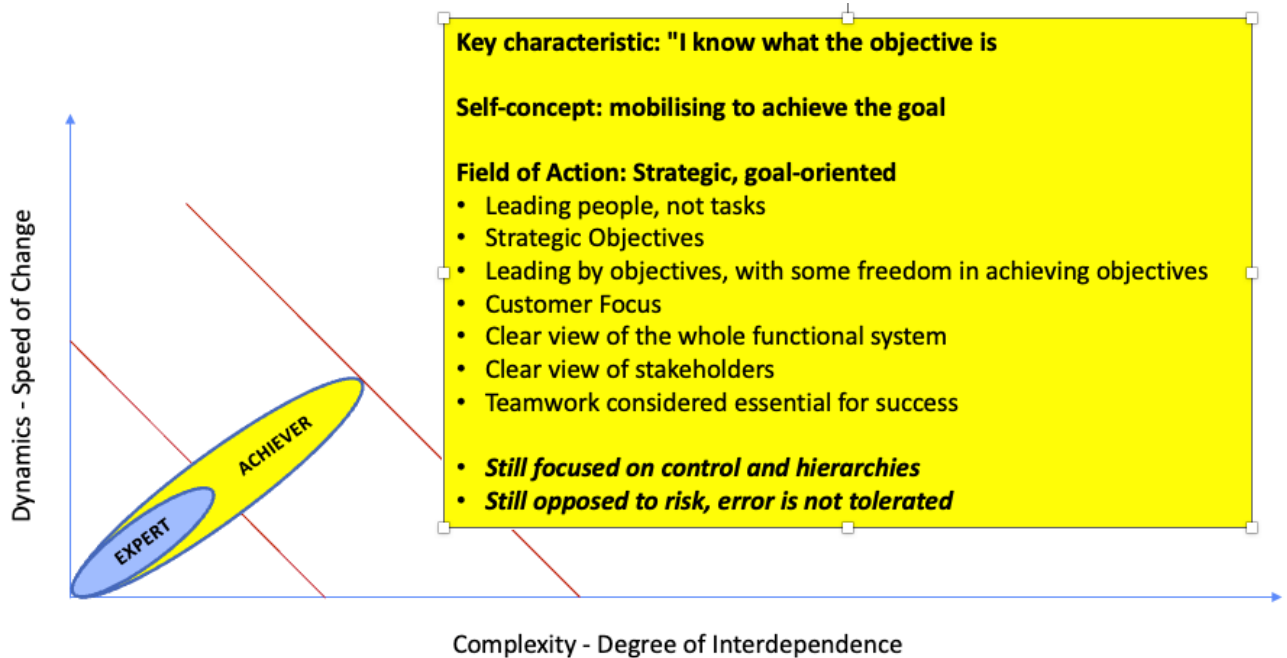 Key characteristic: "I know what the objective is
Self-concept: mobilising to achieve the goal
Field of Action: Strategic, goal-oriented
• Leading people, not tasks
• Strategic Objectives
• Leading by objectives, with some freedom in achieving objectives
• Customer Focus
• Clear view of the whole functional system
• Clear view of stakeholders
• Teamwork considered essential for success
• Still focused on control and hierarchies
• Still opposed to risk, error is not tolerated
Dynamics - Speed of Change
ACHIEVER
EXPERT
Complexity - Degree of Interdependence